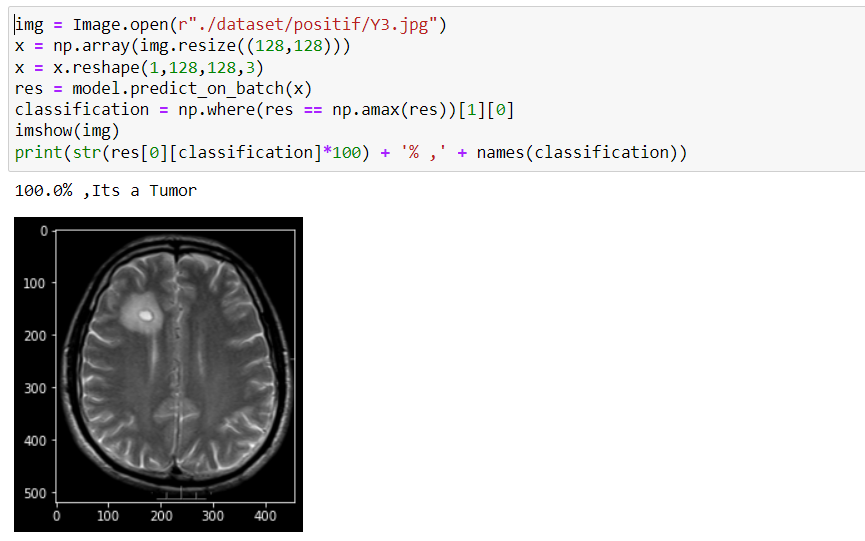 img = Image.open(r"./dataset/positif/Y3.jpg")
x = np.array(img.resize((128,128)))
x = x.reshape(1,128,128,3)
res = model.predict_on_batch(x)
classification = np.where(res == np.amax(res))[1][0]
imshow(img)
print(str(res[0][classification]*100) + '% ,' + names(classification))
100.0% ,Its a Tumor
0
100
200
300
400
500
0 100 200 300 400